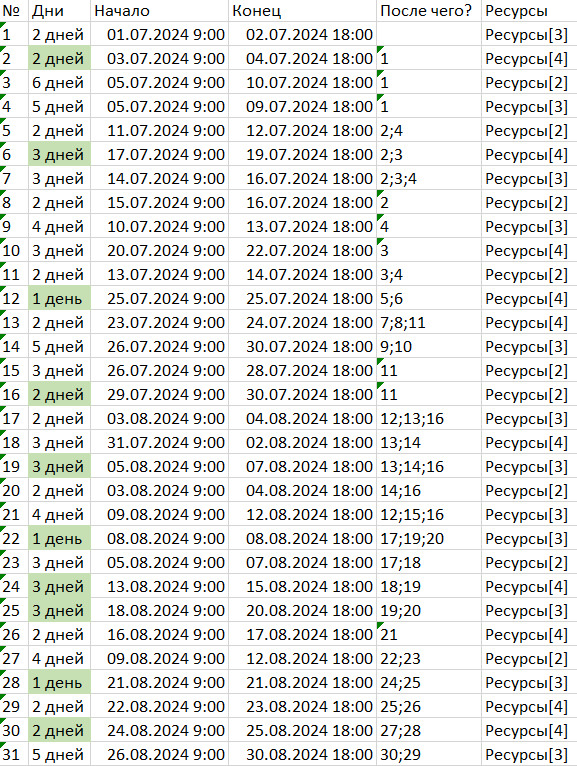 № Дни Начало Конец После чего? Ресурсы
1 2 дней 01.07.2024 9:00 02.07.2024 18:00 Ресурсы[3]
2 2 дней 03.07.2024 9:00 04.07.2024 18:00 1 Ресурсы[4]
3 6 дней 05.07.2024 9:00 10.07.2024 18:00 1 Ресурсы[2]
4 5 дней 05.07.2024 9:00 09.07.2024 18:00 1 Ресурсы[3]
5 2 дней 11.07.2024 9:00 12.07.2024 18:00 2;4 Ресурсы[2]
6 3 дней 17.07.2024 9:00 19.07.2024 18:00 2;3 Ресурсы[4]
7 3 дней 14.07.2024 9:00 16.07.2024 18:00 2;3;4 Ресурсы[3]
8 2 дней 15.07.2024 9:00 16.07.2024 18:00 2 Ресурсы[2]
9 4 дней 10.07.2024 9:00 13.07.2024 18:00 4 Ресурсы[3]
10 3 дней 20.07.2024 9:00 22.07.2024 18:00 3 Ресурсы[4]
11 2 дней 13.07.2024 9:00 14.07.2024 18:00 3;4 Ресурсы[2]
12 1 день 25.07.2024 9:00 25.07.2024 18:00 5;6 Ресурсы[4]
13 2 дней 23.07.2024 9:00 24.07.2024 18:00 7;8;11 Ресурсы[4]
14 5 дней 26.07.2024 9:00 30.07.2024 18:00 9;10 Ресурсы[3]
15 3 дней 26.07.2024 9:00 28.07.2024 18:00 11 Ресурсы[2]
16 2 дней 29.07.2024 9:00 30.07.2024 18:00 11 Ресурсы[2]
17 2 дней 03.08.2024 9:00 04.08.2024 18:00 12;13;16 Ресурсы[3]
18 3 дней 31.07.2024 9:00 02.08.2024 18:00 13;14 Ресурсы[4]
19 3 дней 05.08.2024 9:00 07.08.2024 18:00 13;14;16 Ресурсы[3]
20 2 дней 03.08.2024 9:00 04.08.2024 18:00 14;16 Ресурсы[2]
21 4 дней 09.08.2024 9:00 12.08.2024 18:00 12;15;16 Ресурсы[3]
22 1 день 08.08.2024 9:00 08.08.2024 18:00 17;19;20 Ресурсы[3]
23 3 дней 05.08.2024 9:00 07.08.2024 18:00 17;18 Ресурсы[2]
24 3 дней 13.08.2024 9:00 15.08.2024 18:00 18;19 Ресурсы[4]
25 3 дней 18.08.2024 9:00 20.08.2024 18:00 19;20 Ресурсы[3]
26 2 дней 16.08.2024 9:00 17.08.2024 18:00 21 Ресурсы[4]
27 4 дней 09.08.2024 9:00 12.08.2024 18:00 22;23 Ресурсы[2]
28 1 день 21.08.2024 9:00 21.08.2024 18:00 24;25 Ресурсы[3]
29 2 дней 22.08.2024 9:00 23.08.2024 18:00 25;26 Ресурсы[4]
30 2 дней 24.08.2024 9:00 25.08.2024 18:00 27;28 Ресурсы[4]
31 5 дней 26.08.2024 9:00 30.08.2024 18:00 30;29 Ресурсы[3]